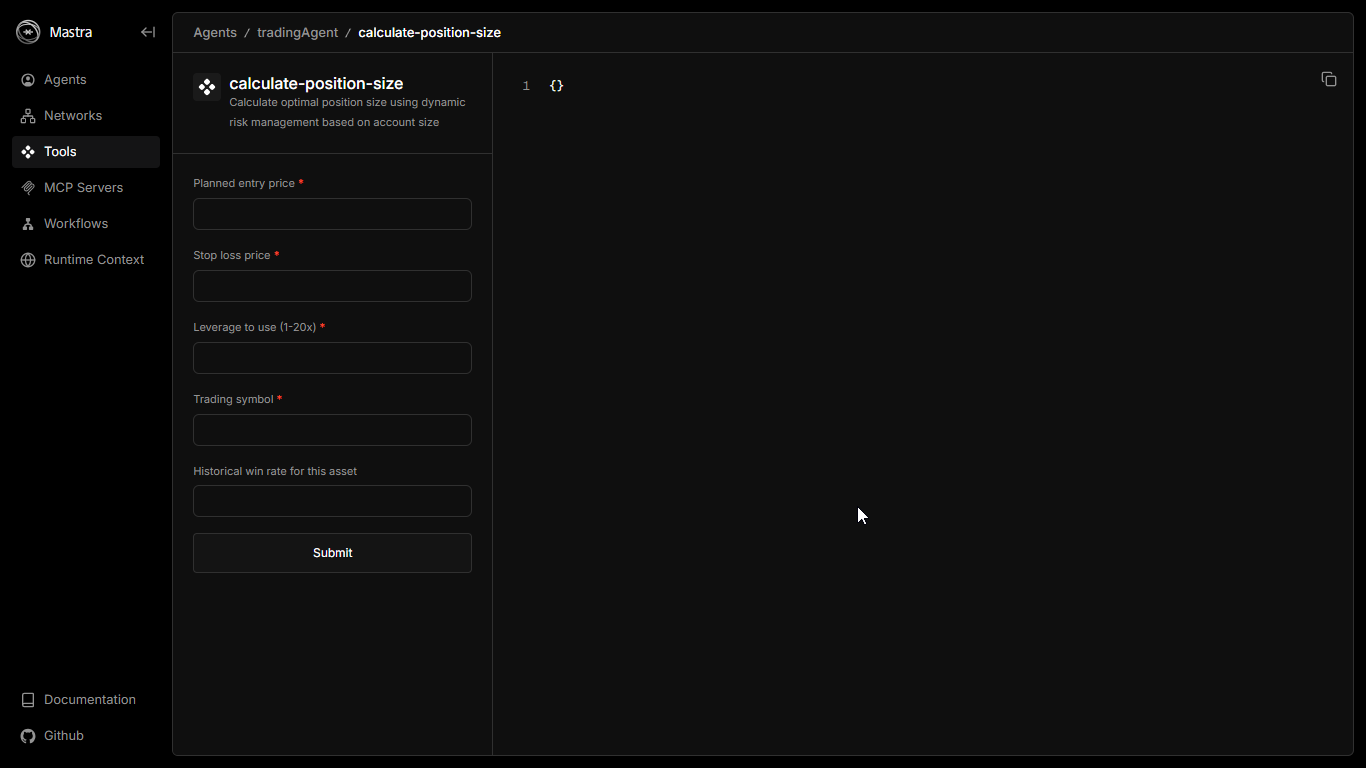 Mastra
Agents
Networks
Tools
MCP Servers
Workflows
Runtime Context
Documentation
Github
Agents / tradingAgent / calculate-position-size
calculate-position-size
Calculate optimal position size using dynamic
risk management based on account size
Planned entry price *
Stop loss price *
Leverage to use (1-20x) *
Trading symbol *
Historical win rate for this asset
Submit
1 {}